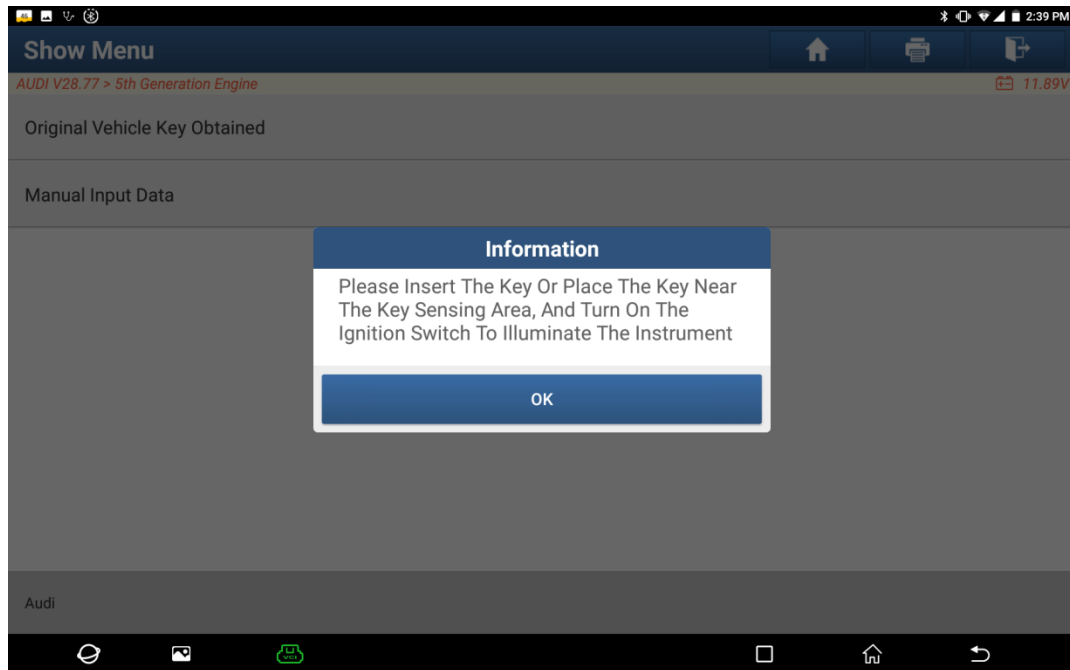 2:39 PM
Show Menu
AUDI V28.77 > 5th Generation Engine
11.89V
Original Vehicle Key Obtained
Manual Input Data
Information
Please Insert The Key Or Place The Key Near
The Key Sensing Area, And Turn On The
Ignition Switch To Illuminate The Instrument
OK
Audi
VCI